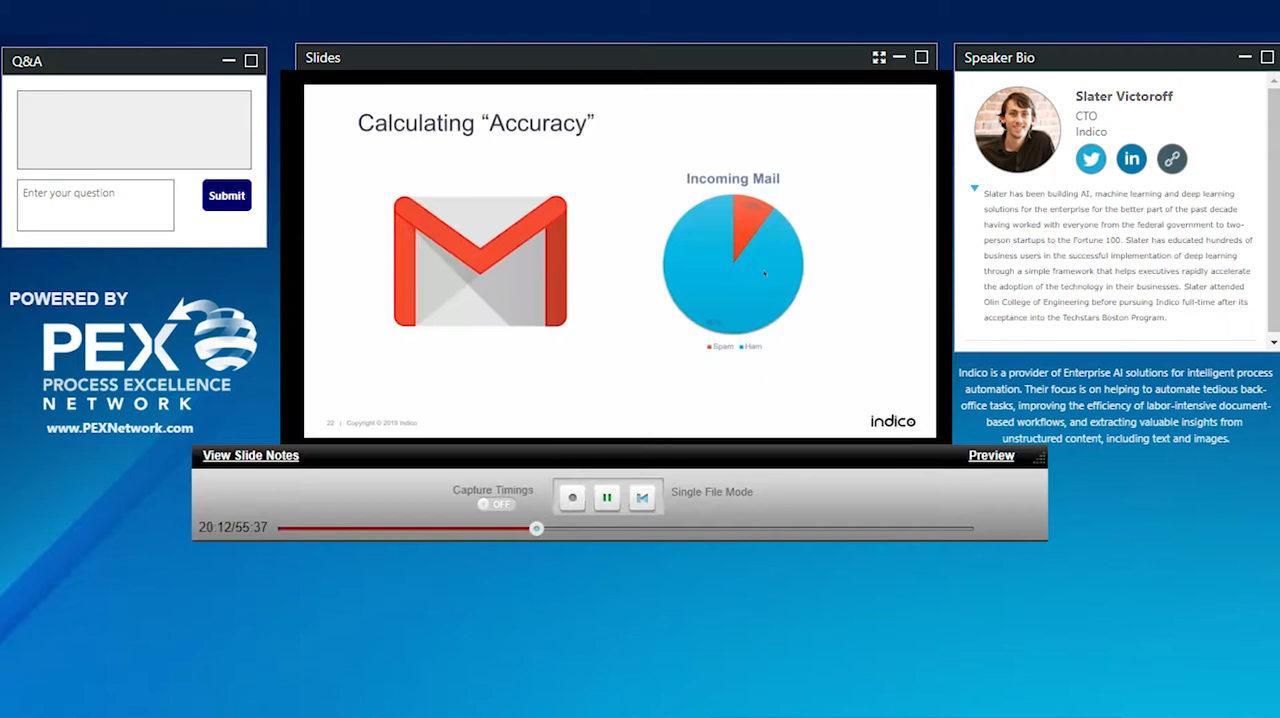 Q&A
Enter your question
Submit
POWERED BY
PEX
PROCESS EXCELLENCE
NETWORK
www.PEXNetwork.com
Slides
Calculating “Accuracy”
Incoming Mail
Spam Ham
22 | Copyright © 2019 Indico
indico
View Slide Notes
Preview
Capture Timings
OFF
Single File Mode
20:12/55:37
Speaker Bio
Slater Victoroff
CTO
Indico
in
Slater has been building AI, machine learning and deep learning
solutions for the enterprise for the better part of the past decade
having worked with everyone from the federal government to two-
person startups to the Fortune 100. Slater has educated hundreds of
business users in the successful implementation of deep learning
through a simple framework that helps executives rapidly accelerate
the adoption of the technology in their businesses. Slater attended
Olin College of Engineering before pursuing Indico full-time after its
acceptance into the Techstars Boston Program.
Indico is a provider of Enterprise AI solutions for intelligent process
automation. Their focus is on helping to automate tedious back-
office tasks, improving the efficiency of labor-intensive document-
based workflows, and extracting valuable insights from
unstructured content, including text and images.